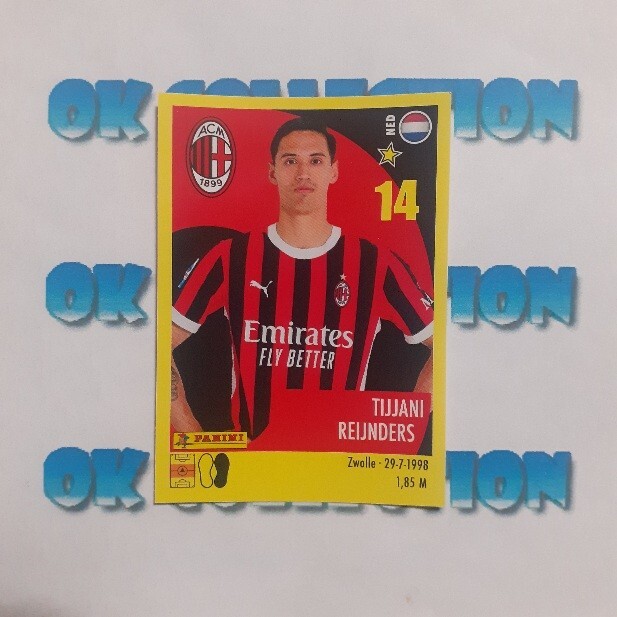 OK COLLECTION
ACM
1899
NED
14
Emirates
FLY BETTER
TIJJANI
REIJNDERS
PANINI
Zwolle · 29-7-1998
1,85 M
OK COLLECTION
OK COLLECTION